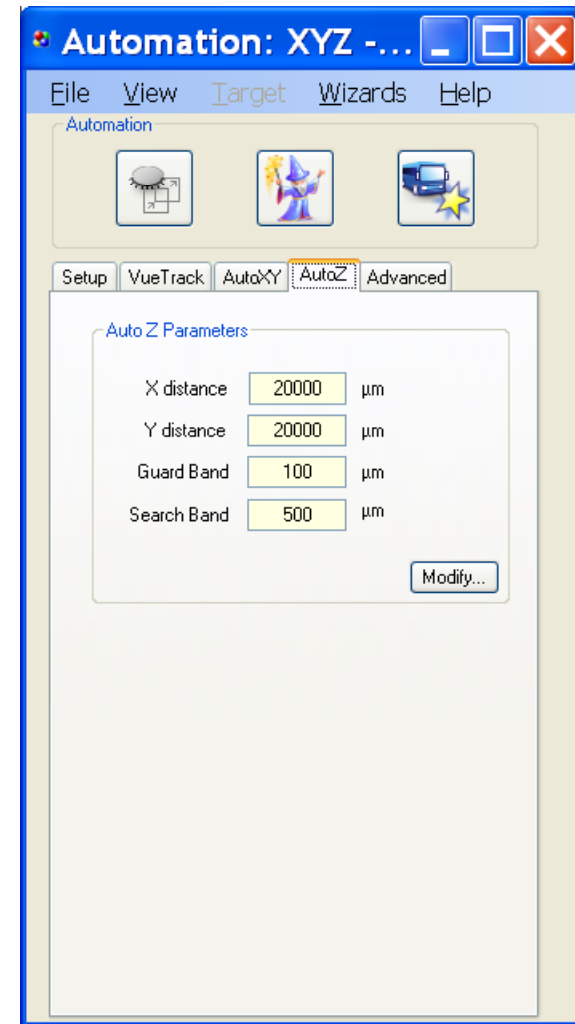 Automation: XYZ -...
File View Target Wizards Help
Automation
Setup VueTrack AutoXY AutoZ Advanced
Auto Z Parameters
X distance 20000 µm
Y distance 20000 µm
Guard Band 100 µm
Search Band 500 µm
Modify...